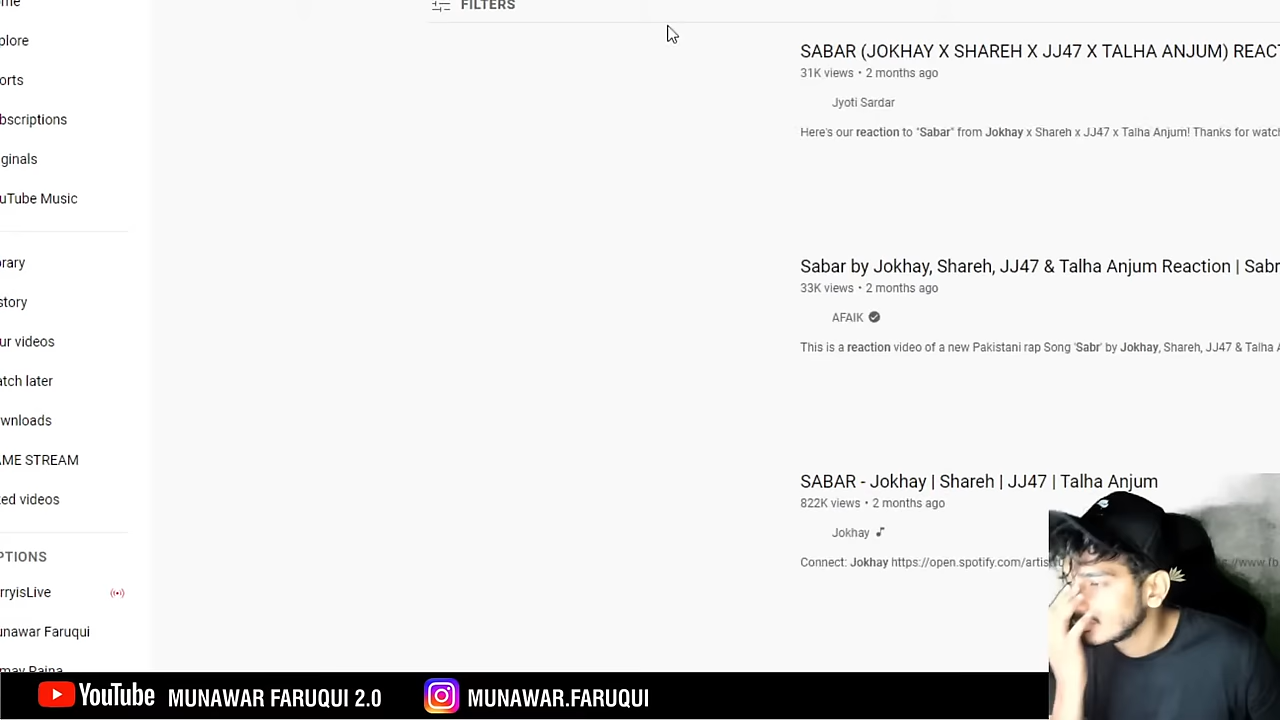 FILTERS
ome
plore
orts
bscriptions
ginals
uTube Music
rary
story
ur videos
atch later
wnloads
AME STREAM
ked videos
PTIONS
rryisLive
unawar Faruqui
may Raina
SABAR (JOKHAY X SHAREH X JJ47 X TALHA ANJUM) REACT
31K views • 2 months ago
Jyoti Sardar
Here's our reaction to "Sabar" from Jokhay x Shareh x JJ47 x Talha Anjum! Thanks for watch
Sabar by Jokhay, Shareh, JJ47 & Talha Anjum Reaction | Sabr
33K views • 2 months ago
AFAIK
This is a reaction video of a new Pakistani rap Song 'Sabr' by Jokhay, Shareh, JJ47 & Talha A
SABAR - Jokhay | Shareh | JJ47 | Talha Anjum
822K views • 2 months ago
Jokhay
Connect: Jokhay https://open.spotify.com/artis
YouTube MUNAWAR FARUQUI 2.0 MUNAWAR.FARUQUI